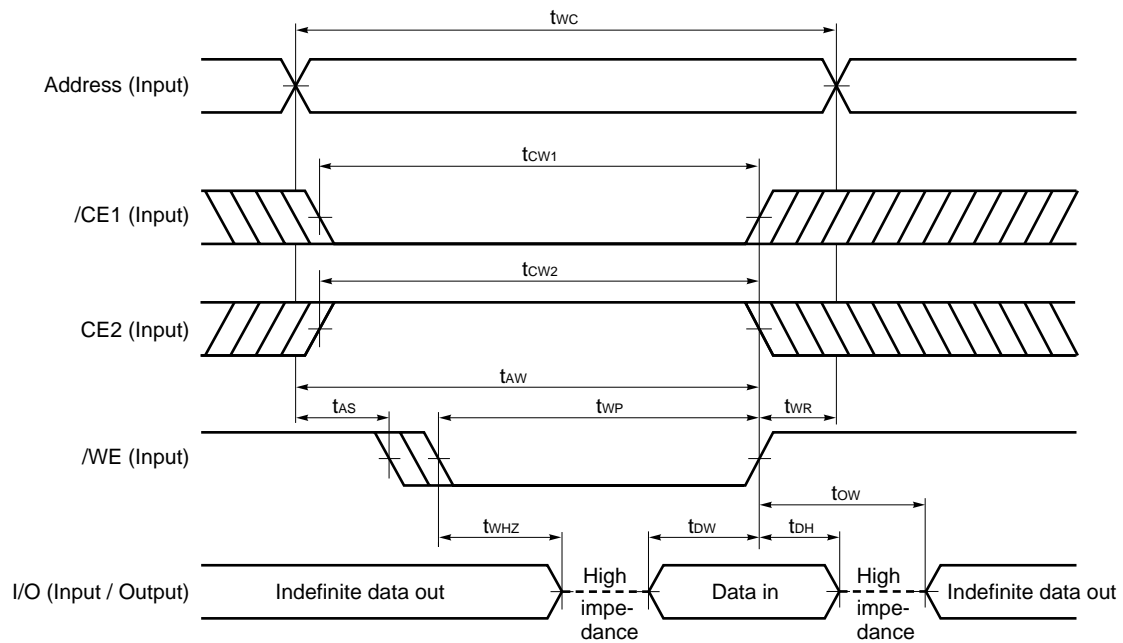 tWC
Address (Input)
tCW1
/CE1 (Input)
tCW2
CE2 (Input)
tAW
tAS
tWP
tWR
/WE (Input)
tOW
tWHZ
tDW
tDH
I/O (Input / Output)
Indefinite data out
High
impe-
dance
Data in
High
impe-
dance
Indefinite data out